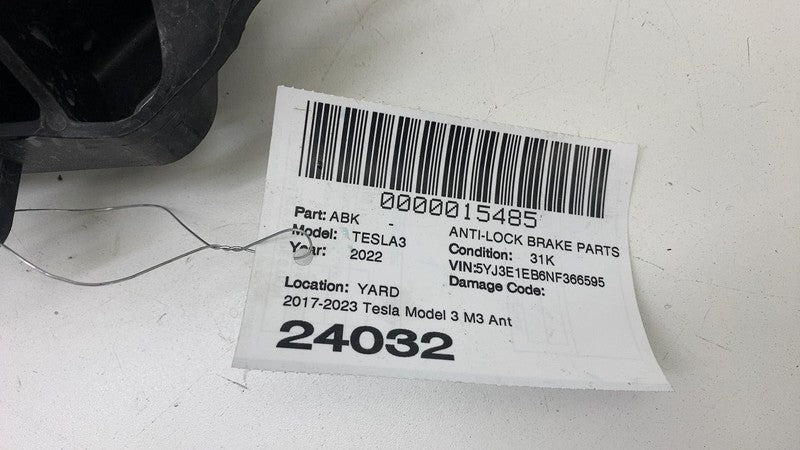 0000015485
Part: ABK - ANTI-LOCK BRAKE PARTS
Model: TESLA3 Condition: 31K
Year: 2022 VIN:5YJ3E1EB6NF366595
Damage Code:
Location: YARD
2017-2023 Tesla Model 3 M3 Ant
24032